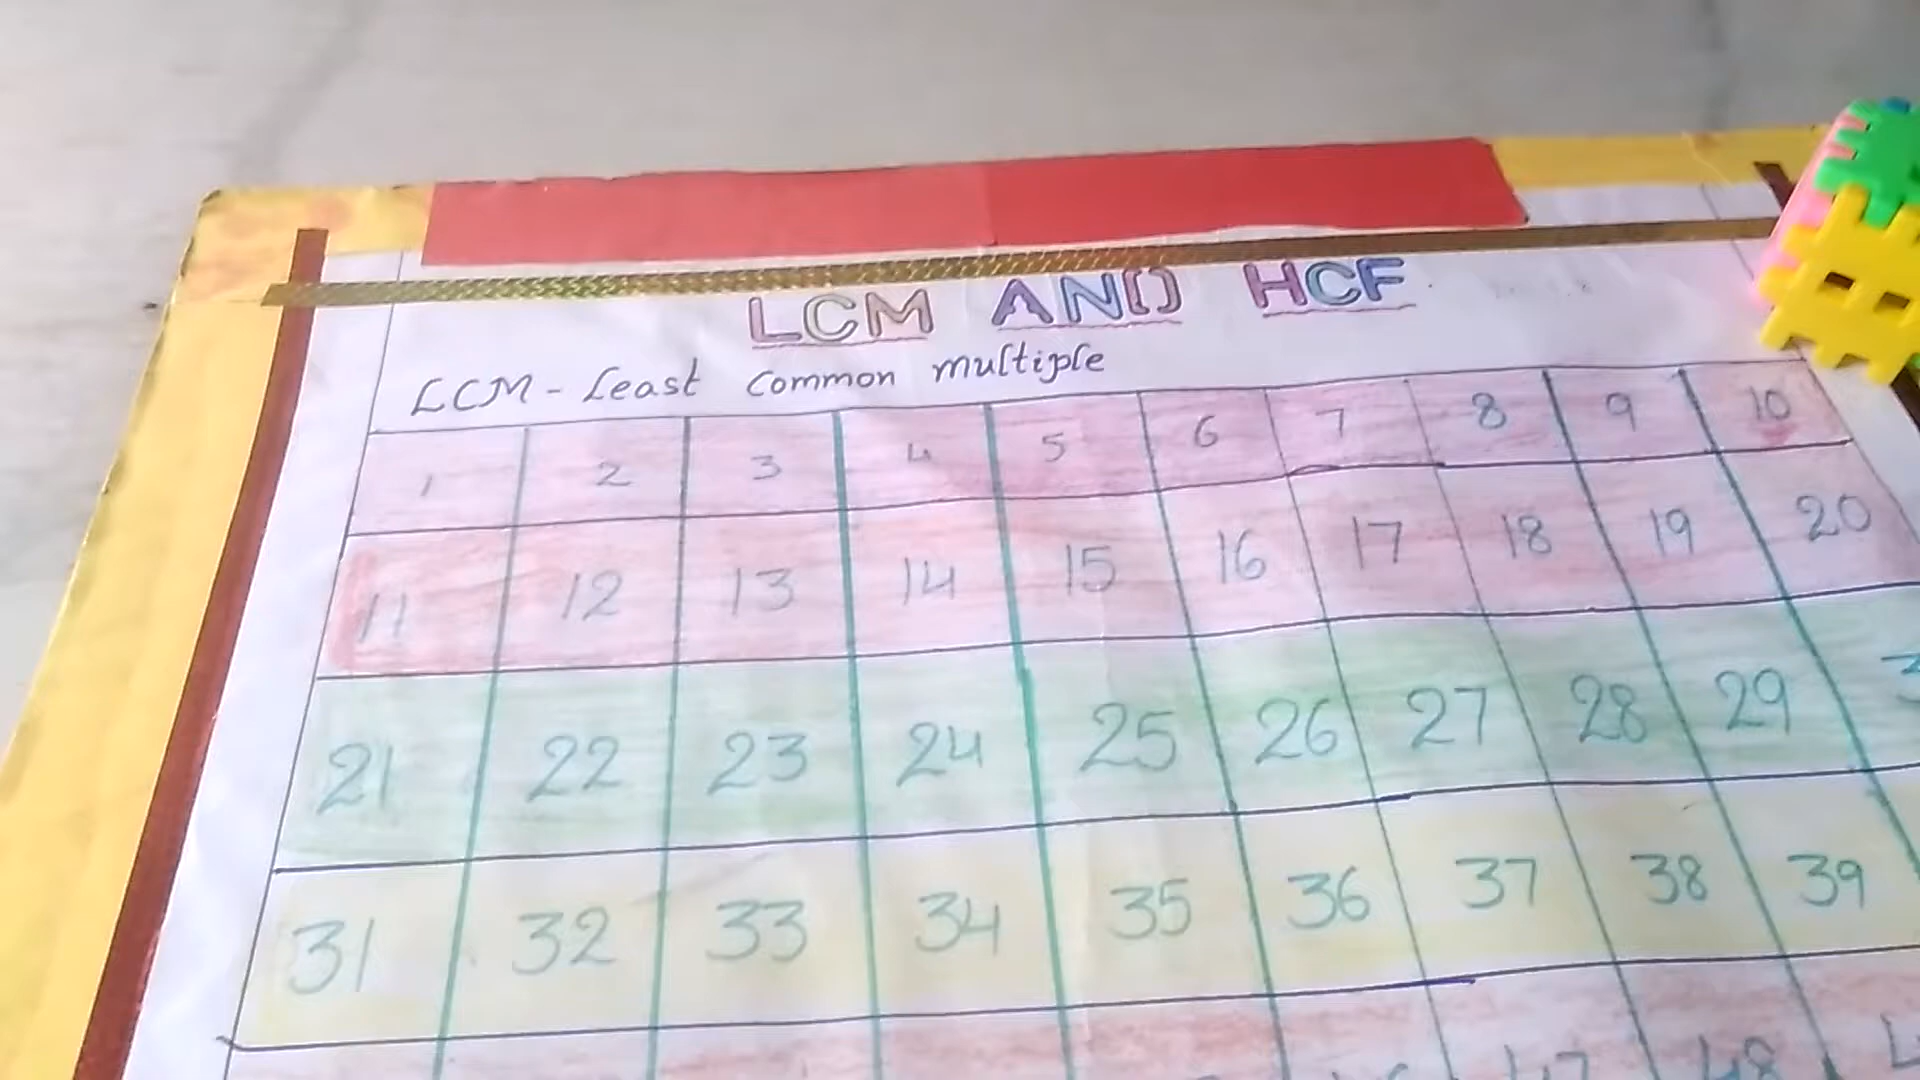 LCM AND HCF
LCM - Least common multiple
1 2 3 4 5 6 7 8 9 10
11 12 13 14 15 16 17 18 19 20
21 22 23 24 25 26 27 28 29
31 32 33 34 35 36 37 38 39
47 48